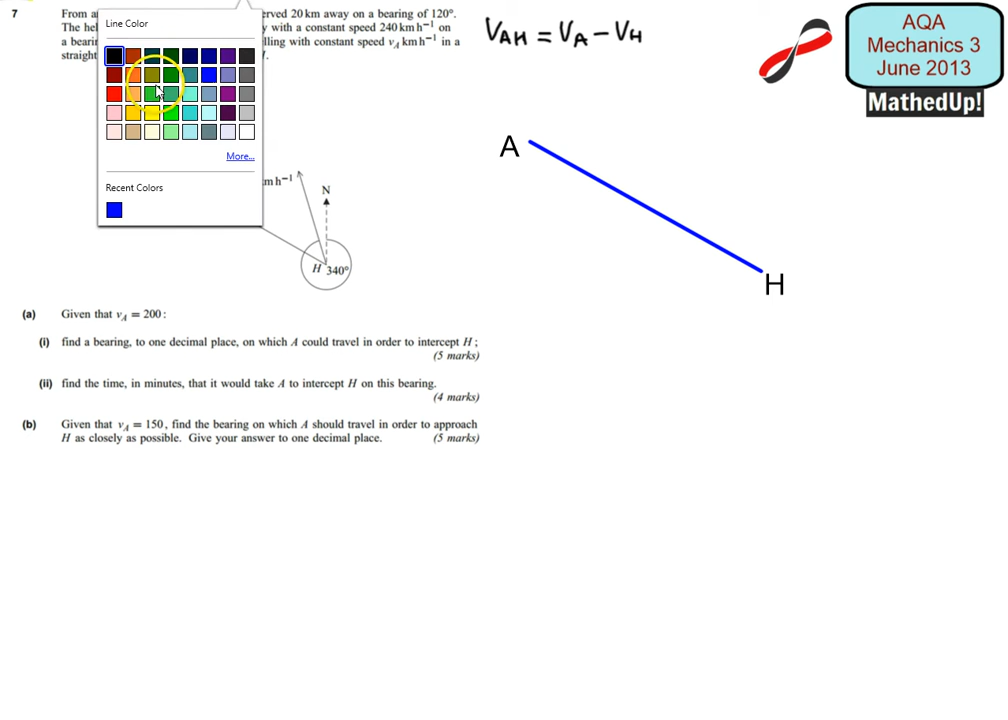 7
From a
erved 20 km away on a bearing of 120°.
The hel
y with a constant speed 240 km h⁻¹ on
a bearin
lling with constant speed v_A km h⁻¹ in a
straight
Line Color
More...
Recent Colors
V_AH = V_A − V_H
AQA
Mechanics 3
June 2013
MathedUp!
A
H
m h⁻¹
N
H 340°
(a) Given that v_A = 200 :
(i) find a bearing, to one decimal place, on which A could travel in order to intercept H ;
(5 marks)
(ii) find the time, in minutes, that it would take A to intercept H on this bearing.
(4 marks)
(b) Given that v_A = 150, find the bearing on which A should travel in order to approach
H as closely as possible. Give your answer to one decimal place. (5 marks)